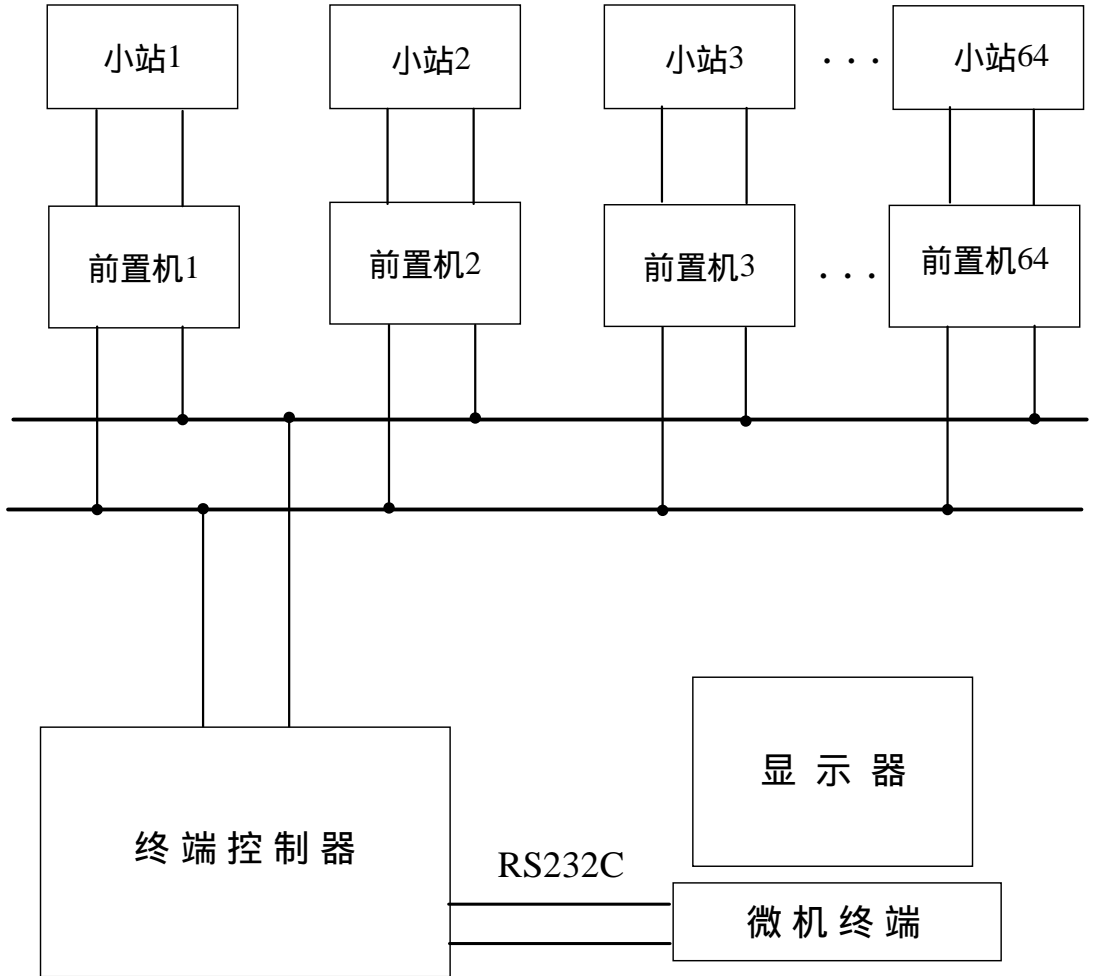 小站1
小站2
小站3
. . .
小站64
前置机1
前置机2
前置机3
. . .
前置机64
显 示 器
终 端 控 制 器
RS232C
微 机 终 端